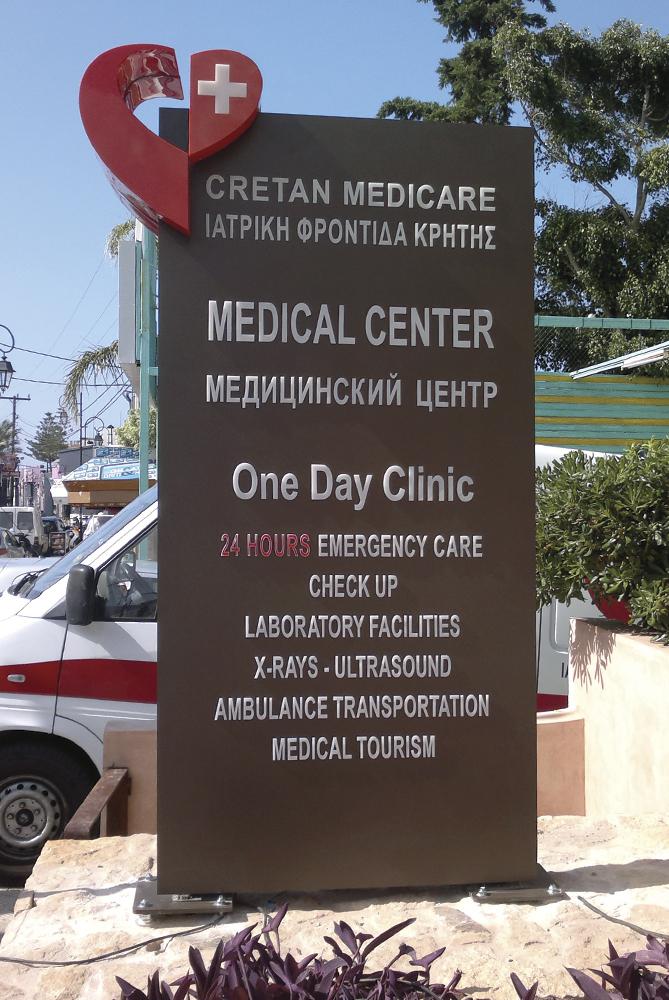 CRETAN MEDICARE
ΙΑΤΡΙΚΗ ΦΡΟΝΤΙΔΑ ΚΡΗΤΗΣ
MEDICAL CENTER
МЕДИЦИНСКИЙ ЦЕНТР
One Day Clinic
24 HOURS EMERGENCY CARE
CHECK UP
LABORATORY FACILITIES
X-RAYS - ULTRASOUND
AMBULANCE TRANSPORTATION
MEDICAL TOURISM